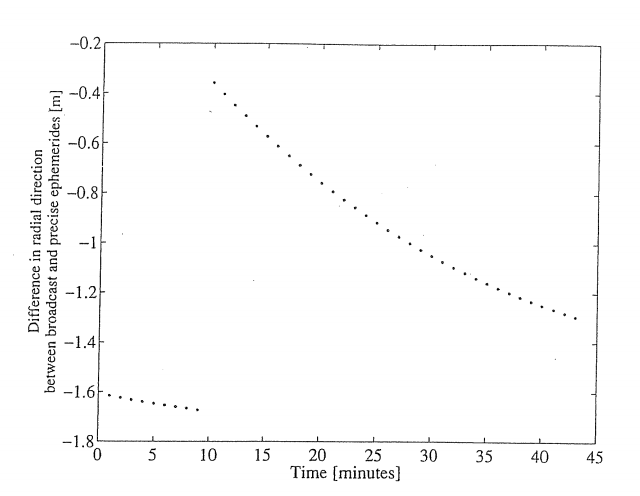 Difference in radial direction
between broadcast and precise ephemerides [m]
-0.2
-0.4
-0.6
-0.8
-1
-1.2
-1.4
-1.6
-1.8
0 5 10 15 20 25 30 35 40 45
Time [minutes]